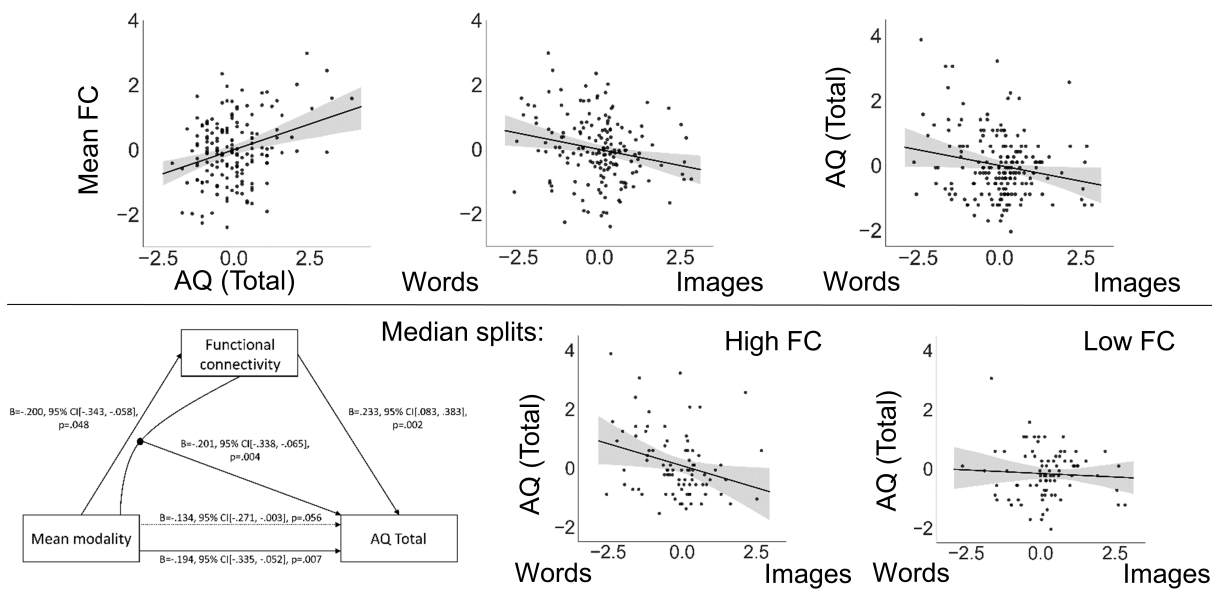 4
2
0
−2
Mean FC
−2.5 0.0 2.5
AQ (Total)
4
2
0
−2
−2.5 0.0 2.5
Words Images
4
2
0
−2
AQ (Total)
−2.5 0.0 2.5
Words Images
Functional
connectivity
B=-.200, 95% CI[-.343, -.058],
p=.048
B=.233, 95% CI[.083, .383],
p=.002
B=-.201, 95% CI[-.338, -.065],
p=.004
Mean modality
B=-.134, 95% CI[-.271, -.003], p=.056
B=-.194, 95% CI[-.335, -.052], p=.007
AQ Total
Median splits:
High FC
4
2
0
−2
AQ (Total)
−2.5 0.0 2.5
Words Images
Low FC
4
2
0
−2
AQ (Total)
−2.5 0.0 2.5
Words Images